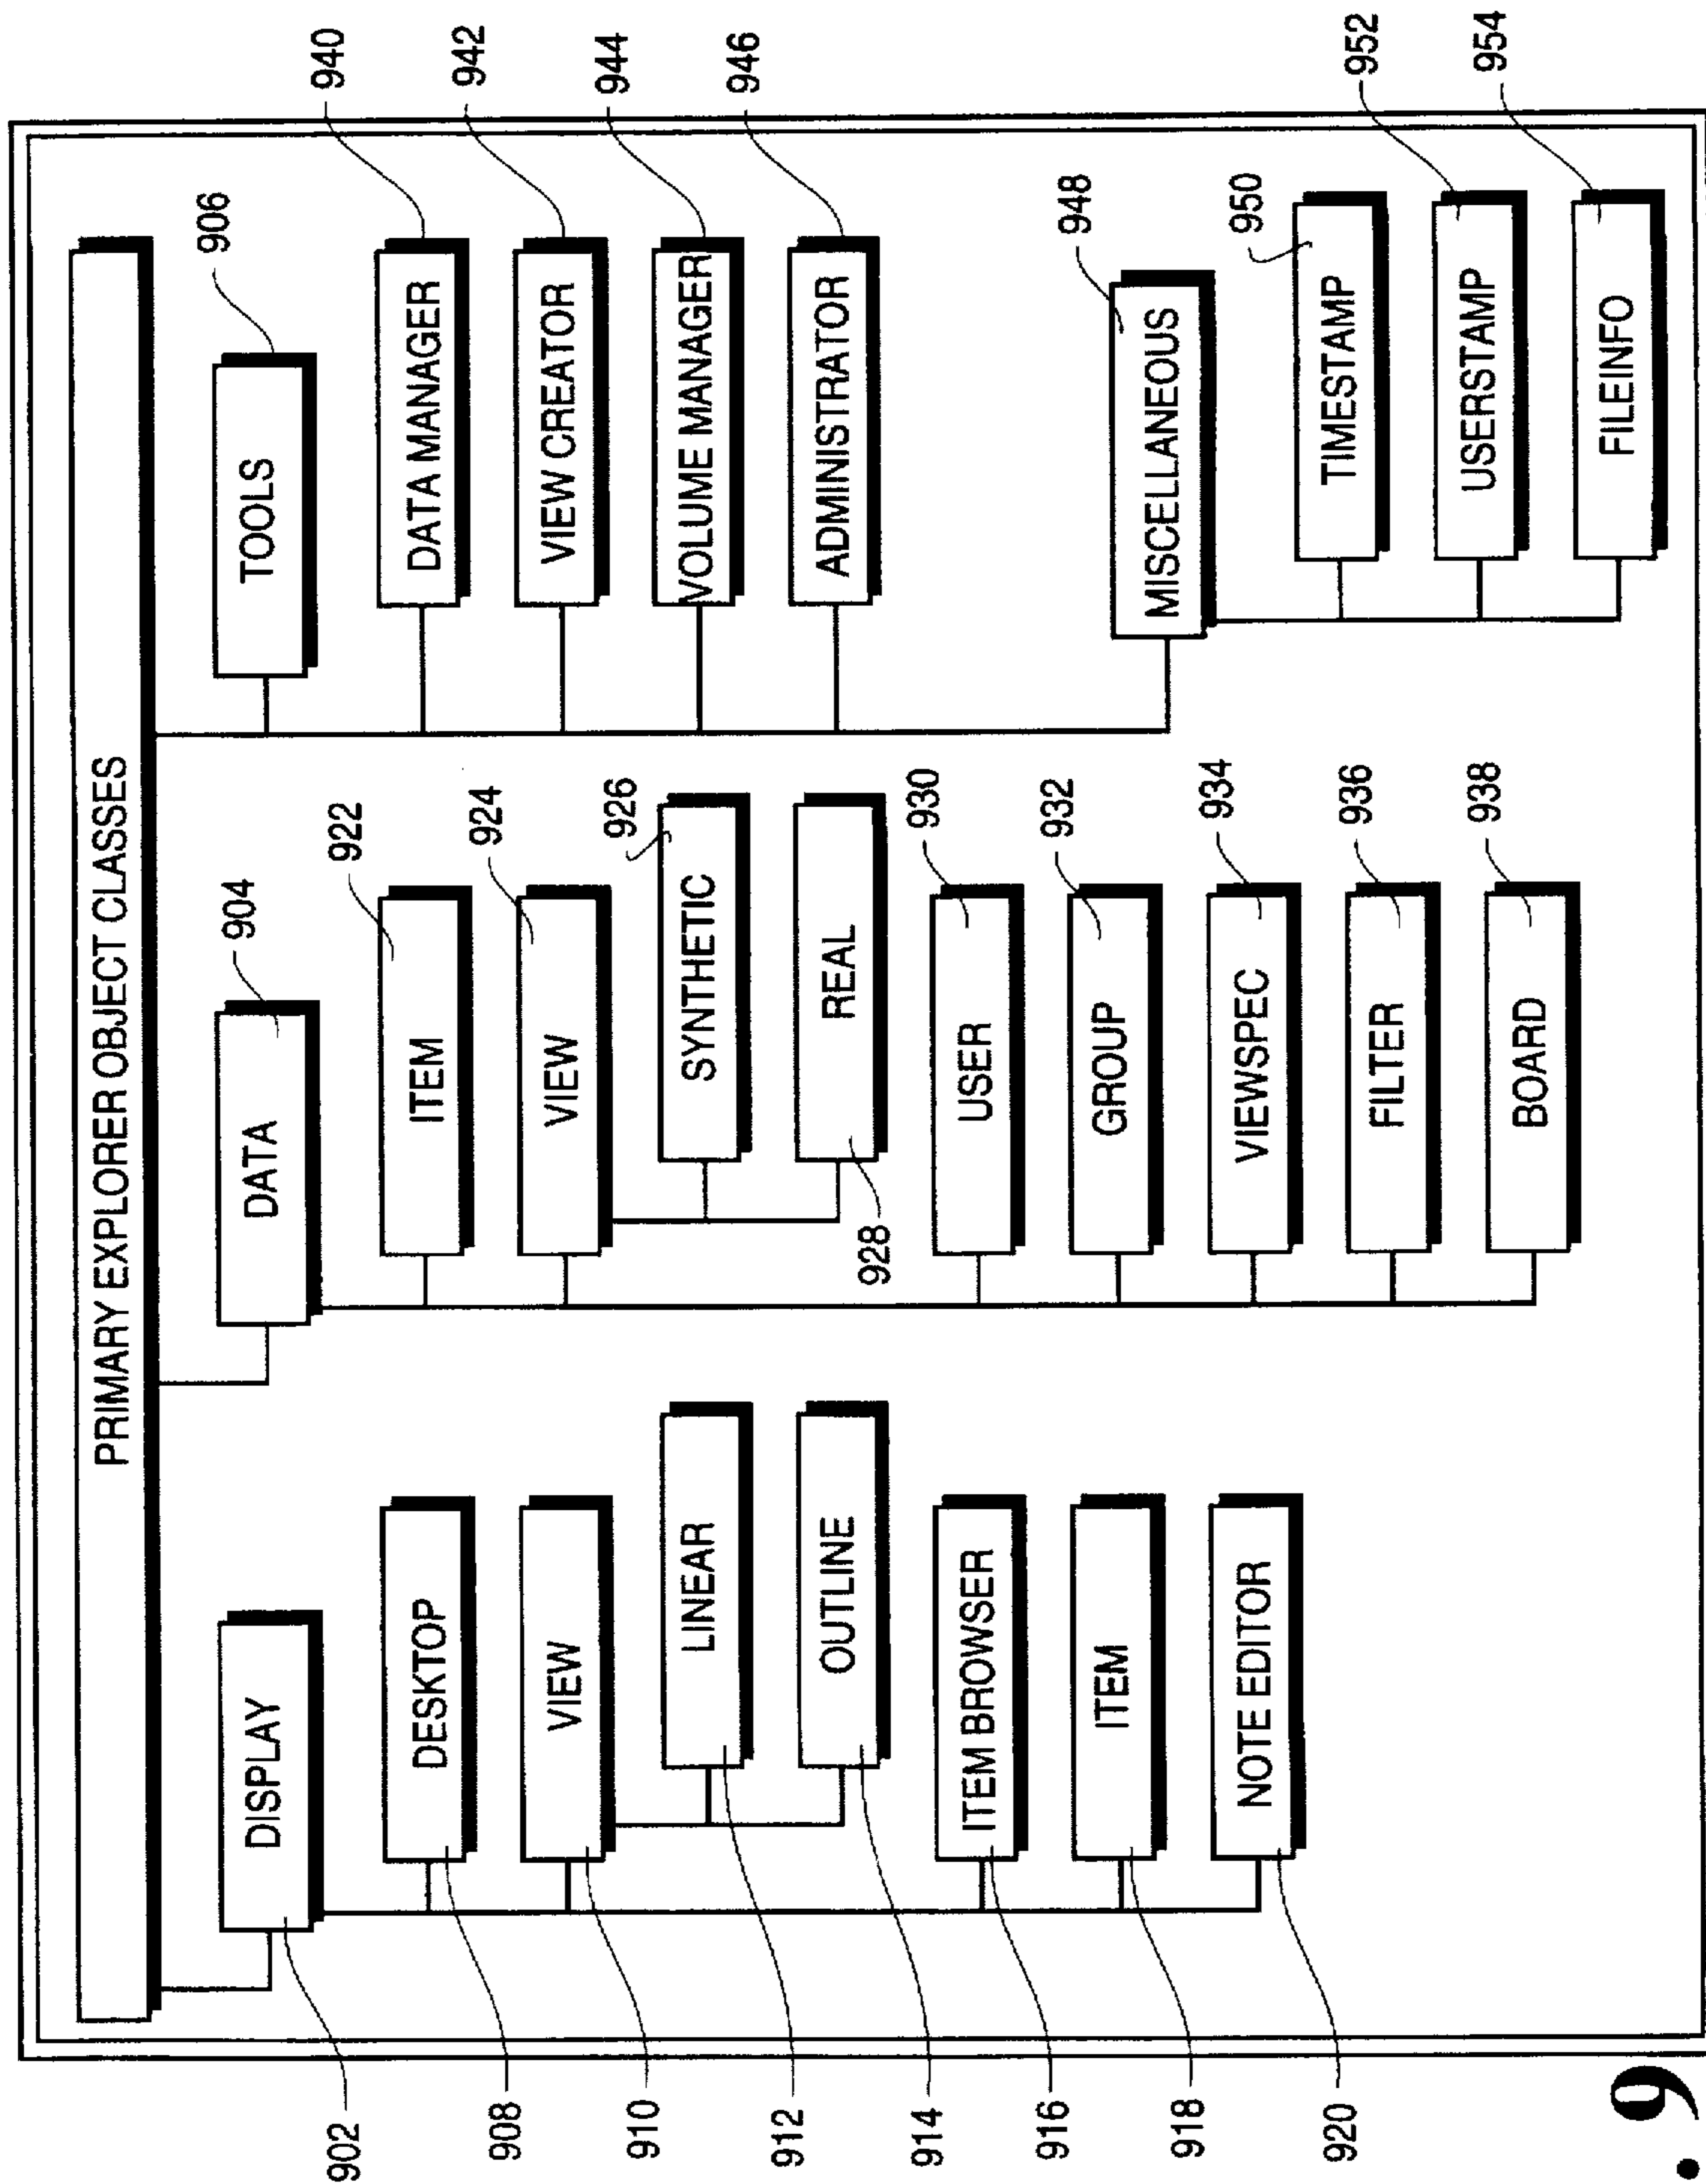 PRIMARY EXPLORER OBJECT CLASSES
902
DISPLAY
908
DESKTOP
910
VIEW
912
LINEAR
914
OUTLINE
916
ITEM BROWSER
918
ITEM
920
NOTE EDITOR
DATA
904
ITEM
922
VIEW
924
SYNTHETIC
926
REAL
928
USER
930
GROUP
932
VIEWSPEC
934
FILTER
936
BOARD
938
TOOLS
906
DATA MANAGER
940
VIEW CREATOR
942
VOLUME MANAGER
944
ADMINISTRATOR
946
MISCELLANEOUS
948
TIMESTAMP
950
USERSTAMP
952
FILEINFO
954
. 9